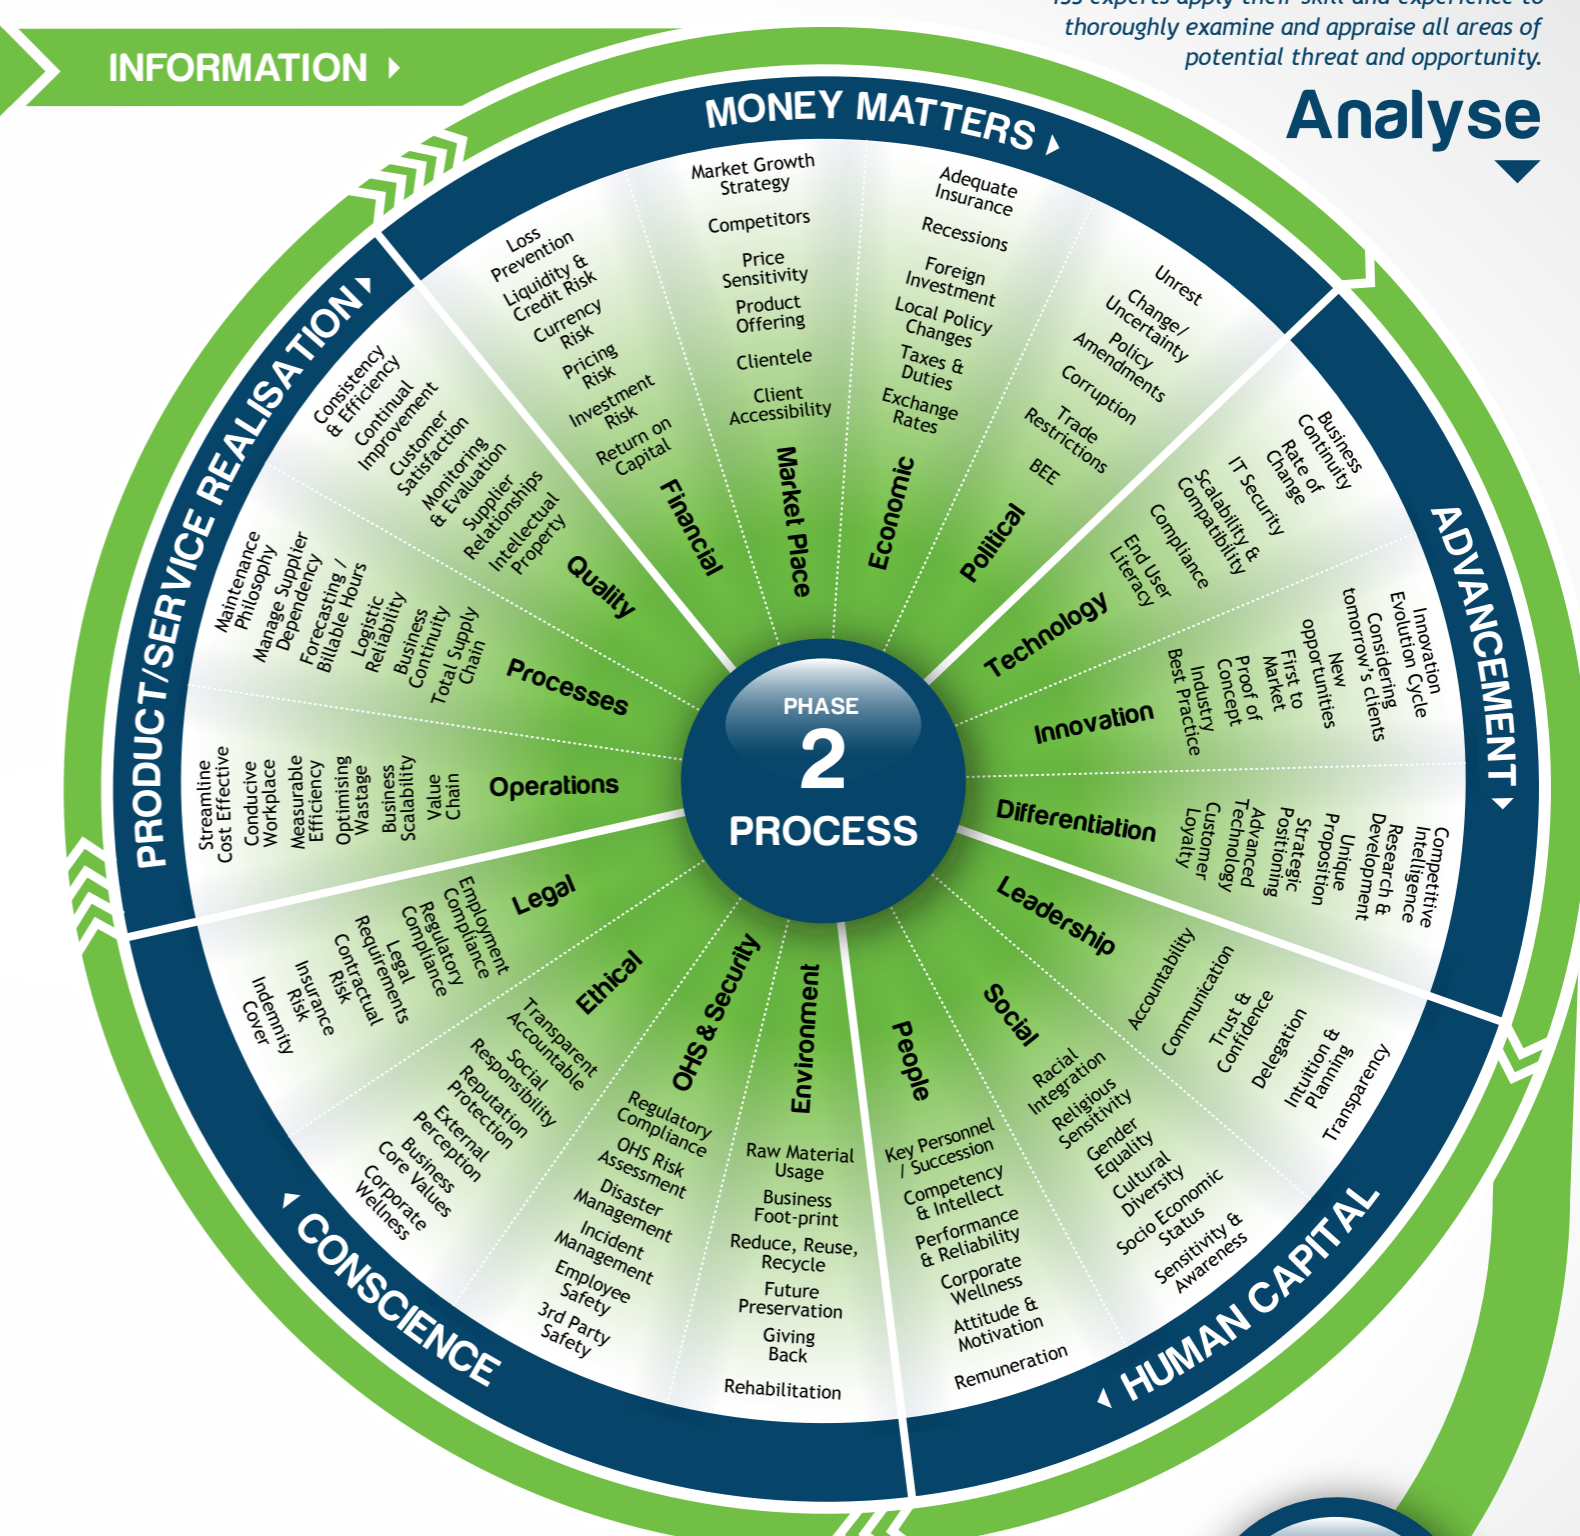 thoroughly examine and appraise all areas of
potential threat and opportunity.
Analyse
INFORMATION
MONEY MATTERS
Loss
Prevention
Liquidity &
Credit Risk
Currency
Risk
Pricing
Risk
Investment
Risk
Return on
Capital
Financial
Market Growth
Strategy
Competitors
Price
Sensitivity
Product
Offering
Clientele
Client
Accessibility
Market Place
Adequate
Insurance
Recessions
Foreign
Investment
Local Policy
Changes
Taxes &
Duties
Exchange
Rates
Economic
Unrest
Change/
Uncertainty
Policy
Amendments
Corruption
Trade
Restrictions
BEE
Political
ADVANCEMENT
Business
Continuity
Rate of
Change
IT Security
Scalability &
Compatibility
Compliance
End User
Literacy
Technology
Innovation
Evolution Cycle
Considering
tomorrow's clients
New
opportunities
First to
Market
Proof of
Concept
Industry
Best Practice
Innovation
Competitive
Intelligence
Research &
Development
Unique
Proposition
Strategic
Positioning
Advanced
Technology
Customer
Loyalty
Differentiation
HUMAN CAPITAL
Leadership
Accountability
Communication
Trust &
Confidence
Delegation
Intuition &
Planning
Transparency
Social
Racial
Integration
Religious
Sensitivity
Gender
Equality
Cultural
Diversity
Socio Economic
Status
Sensitivity &
Awareness
People
Key Personnel
/ Succession
Competency
& Intellect
Performance
& Reliability
Corporate
Wellness
Attitude &
Motivation
Remuneration
CONSCIENCE
Environment
Raw Material
Usage
Business
Foot-print
Reduce, Reuse,
Recycle
Future
Preservation
Giving
Back
Rehabilitation
OHS & Security
Regulatory
Compliance
OHS Risk
Assessment
Disaster
Management
Incident
Management
Employee
Safety
3rd Party
Safety
Ethical
Transparent
Accountable
Social
Responsibility
Reputation
Protection
External
Perception
Business
Core Values
Corporate
Wellness
Legal
Employment
Compliance
Regulatory
Compliance
Legal
Requirements
Contractual
Risk
Insurance
Risk
Indemnity
Cover
PRODUCT/SERVICE REALISATION
Streamline
Cost Effective
Conducive
Workplace
Measurable
Efficiency
Optimising
Wastage
Business
Scalability
Value
Chain
Operations
Maintenance
Philosophy
Manage Supplier
Dependency
Forecasting /
Billable Hours
Logistic
Reliability
Business
Continuity
Total Supply
Chain
Processes
Consistency
& Efficiency
Continual
Improvement
Customer
Satisfaction
Monitoring
& Evaluation
Supplier
Relationships
Intellectual
Property
Quality
PHASE
2
PROCESS